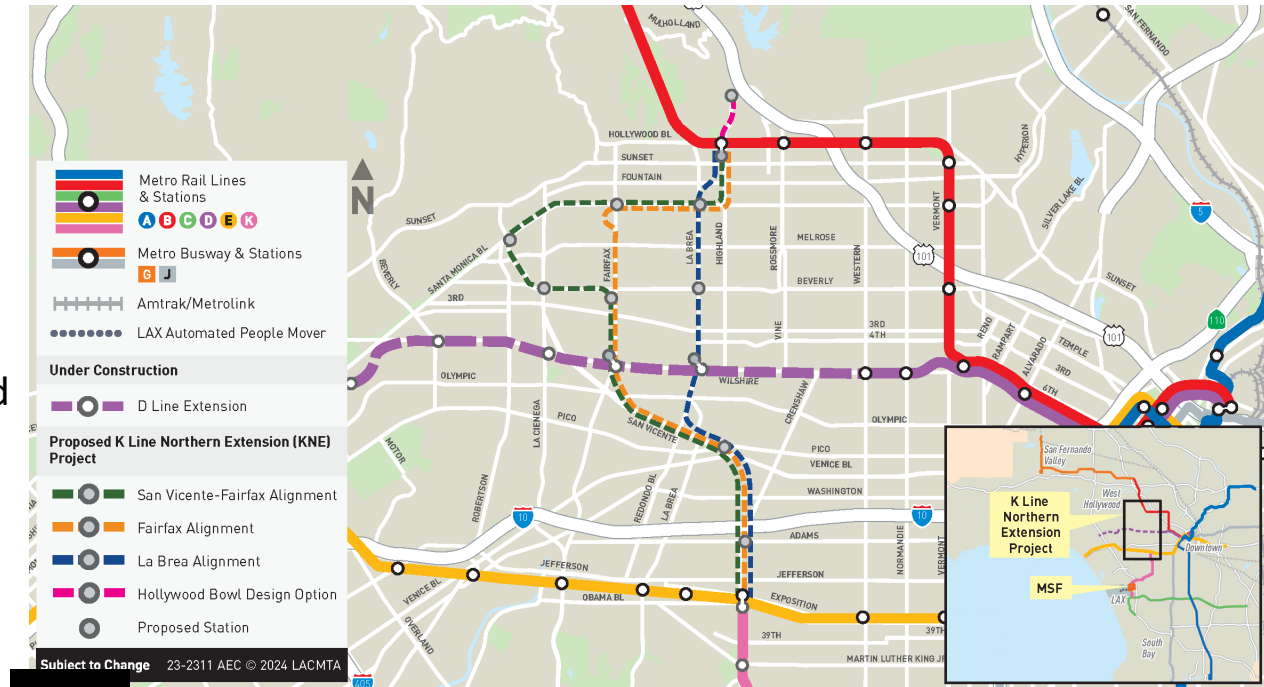 MULHOLLAND
SAN FERNANDO
HOLLYWOOD BL
SUNSET
FOUNTAIN
HYPERION
N
Metro Rail Lines
& Stations
A B C D E K
Metro Busway & Stations
G J
Amtrak/Metrolink
LAX Automated People Mover
Under Construction
D Line Extension
Proposed K Line Northern Extension (KNE)
Project
San Vicente-Fairfax Alignment
Fairfax Alignment
La Brea Alignment
Hollywood Bowl Design Option
Proposed Station
Subject to Change 23-2311 AEC © 2024 LACMTA
SUNSET
BEVERLY
SANTA MONICA BL
FAIRFAX
LA BREA
HIGHLAND
ROSSMORE
MELROSE
WESTERN
VERMONT
SILVER LAKE BL
5
101
BEVERLY
SUNSET
3RD
110
VINE
3RD
4TH
RENO
RAMPART
ALVARADO
TEMPLE
101
3RD
6TH
OLYMPIC
WILSHIRE
CRENSHAW
OLYMPIC
LA CIENEGA
PICO
SAN VICENTE
MOTOR
PICO
VENICE BL
ROBERTSON
REDONDO BL
LA BREA
WASHINGTON
10
10
ADAMS
NORMANDIE
VERMONT
JEFFERSON
JEFFERSON
VENICE BL
OBAMA BL
EXPOSITION
OVERLAND
39TH
39TH
MARTIN LUTHER KING JR
405
San Fernando
Valley
West
Hollywood
K Line
Northern
Extension
Project
Downtown
MSF
LAX
South
Bay